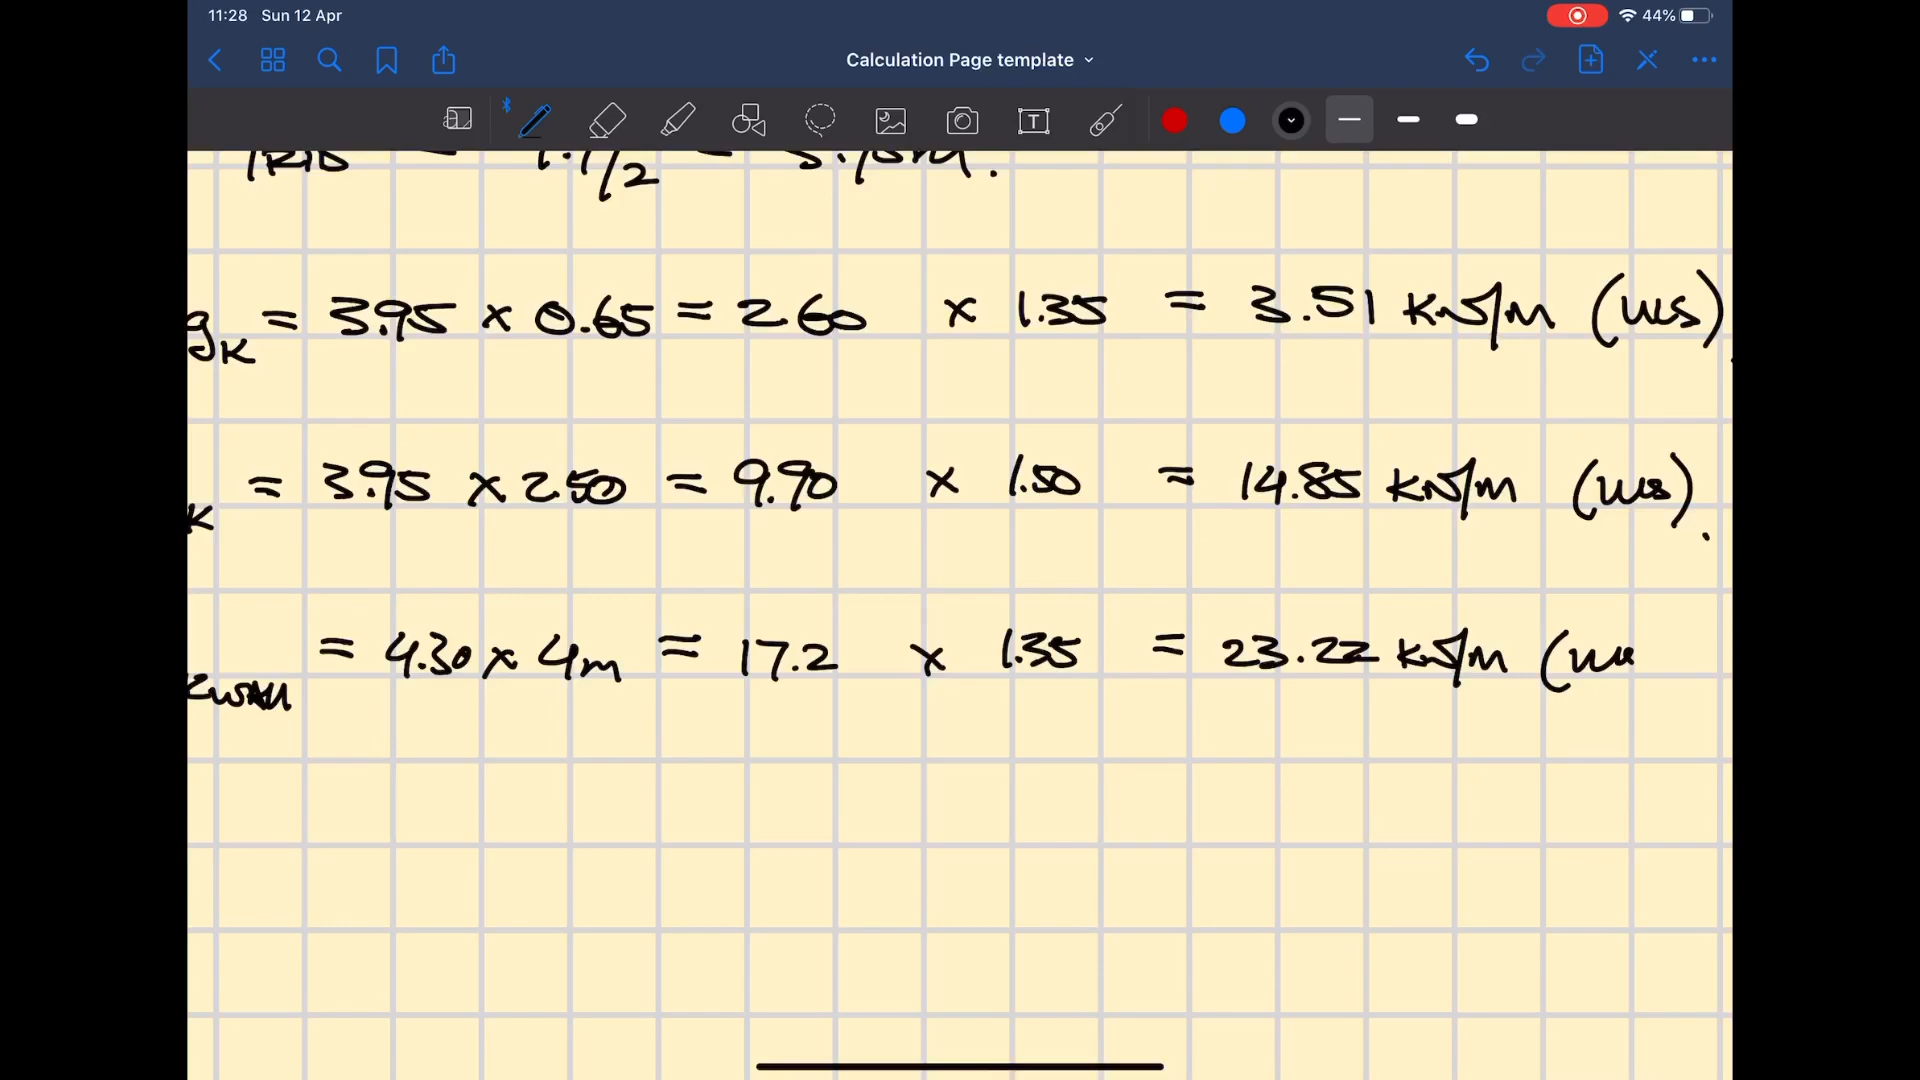 11:28 Sun 12 Apr 44%
Calculation Page template
T
gK = 3.95 x 0.65 = 2.60 x 1.35 = 3.51 kN/m (ULS)
K = 3.95 x 2.50 = 9.90 x 1.50 = 14.85 kN/m (ULS).
KWALL = 4.30 x 4m = 17.2 x 1.35 = 23.22 kN/m (